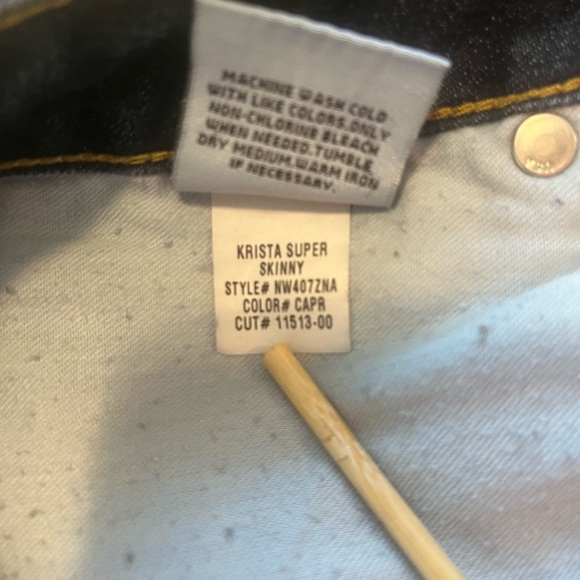 MACHINE WASH COLD
WITH LIKE COLORS.ONLY
NON-CHLORINE BLEACH
WHEN NEEDED.TUMBLE
DRY MEDIUM.WARM IRON
IF NECESSARY.
KRISTA SUPER
SKINNY
STYLE# NW407ZNA
COLOR# CAPR
CUT# 11513-00